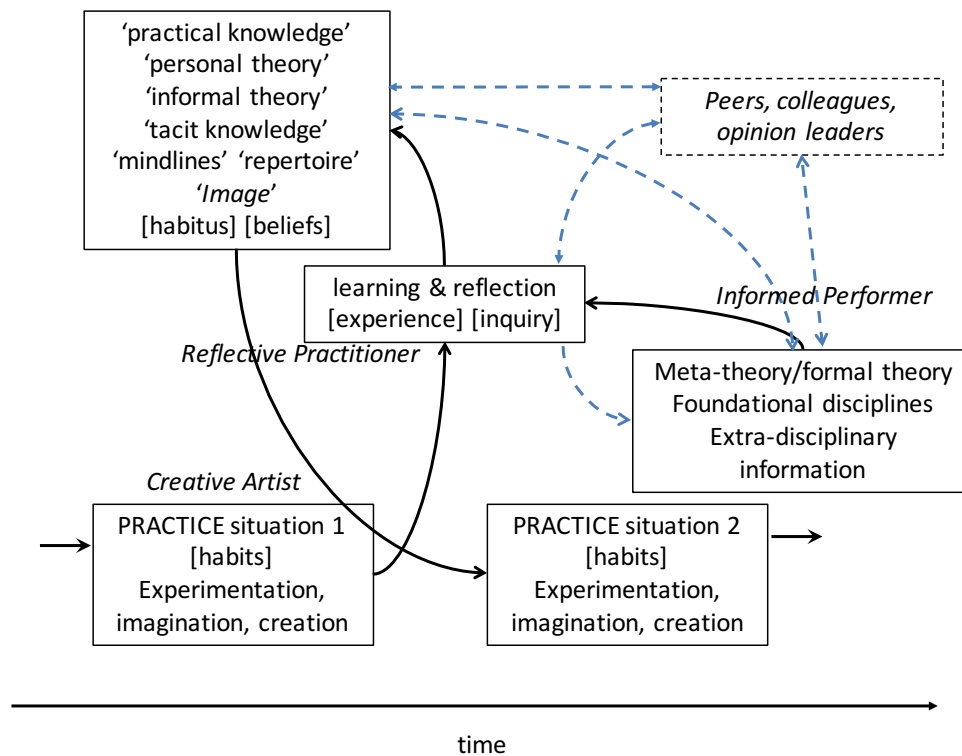 ‘practical knowledge’
‘personal theory’
‘informal theory’
‘tacit knowledge’
‘mindlines’ ‘repertoire’
‘Image’
[habitus] [beliefs]
Peers, colleagues,
opinion leaders
learning & reflection
[experience] [inquiry]
Informed Performer
Reflective Practitioner
Meta-theory/formal theory
Foundational disciplines
Extra-disciplinary
information
Creative Artist
PRACTICE situation 1
[habits]
Experimentation,
imagination, creation
PRACTICE situation 2
[habits]
Experimentation,
imagination, creation
time